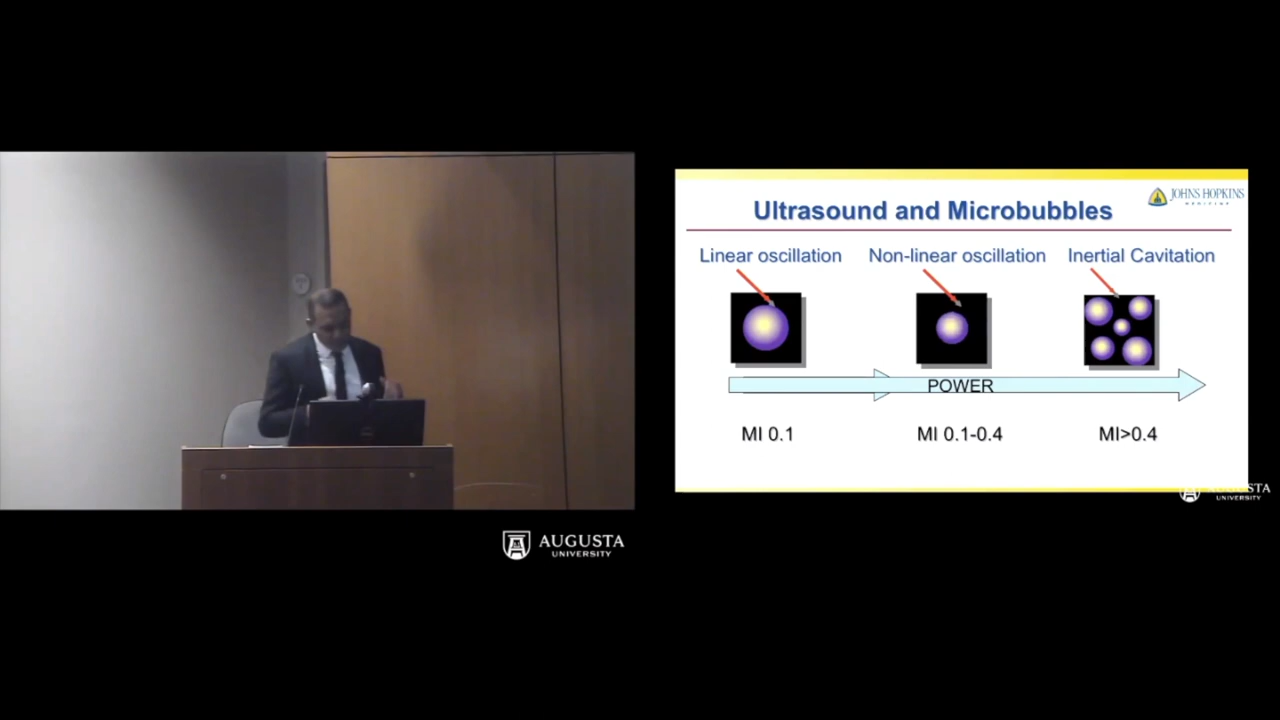 JOHNS HOPKINS
MEDICINE
Ultrasound and Microbubbles
Linear oscillation
Non-linear oscillation
Inertial Cavitation
POWER
MI 0.1
MI 0.1-0.4
MI>0.4
AUGUSTA
UNIVERSITY
AUGUSTA
UNIVERSITY